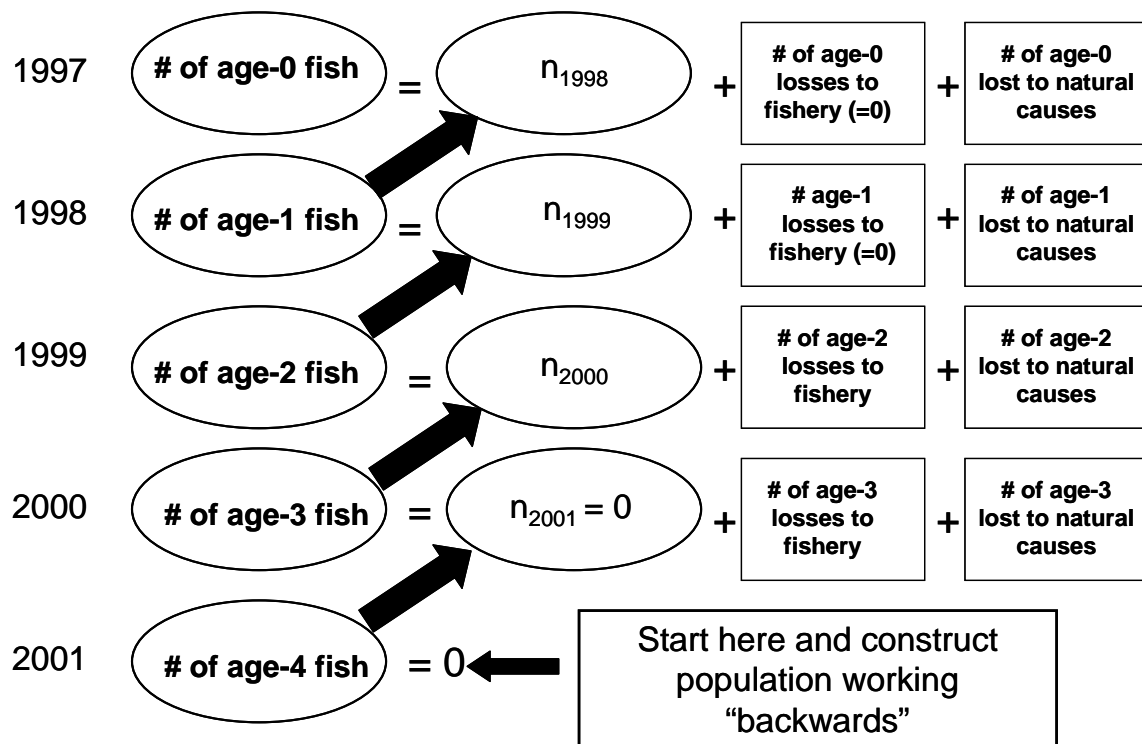 1997
# of age-0 fish
=
n1998
+
# of age-0
losses to
fishery (=0)
+
# of age-0
lost to natural
causes
1998
# of age-1 fish
=
n1999
+
# age-1
losses to
fishery (=0)
+
# of age-1
lost to natural
causes
1999
# of age-2 fish
=
n2000
+
# of age-2
losses to
fishery
+
# of age-2
lost to natural
causes
2000
# of age-3 fish
=
n2001 = 0
+
# of age-3
losses to
fishery
+
# of age-3
lost to natural
causes
2001
# of age-4 fish
= 0
Start here and construct
population working
“backwards”